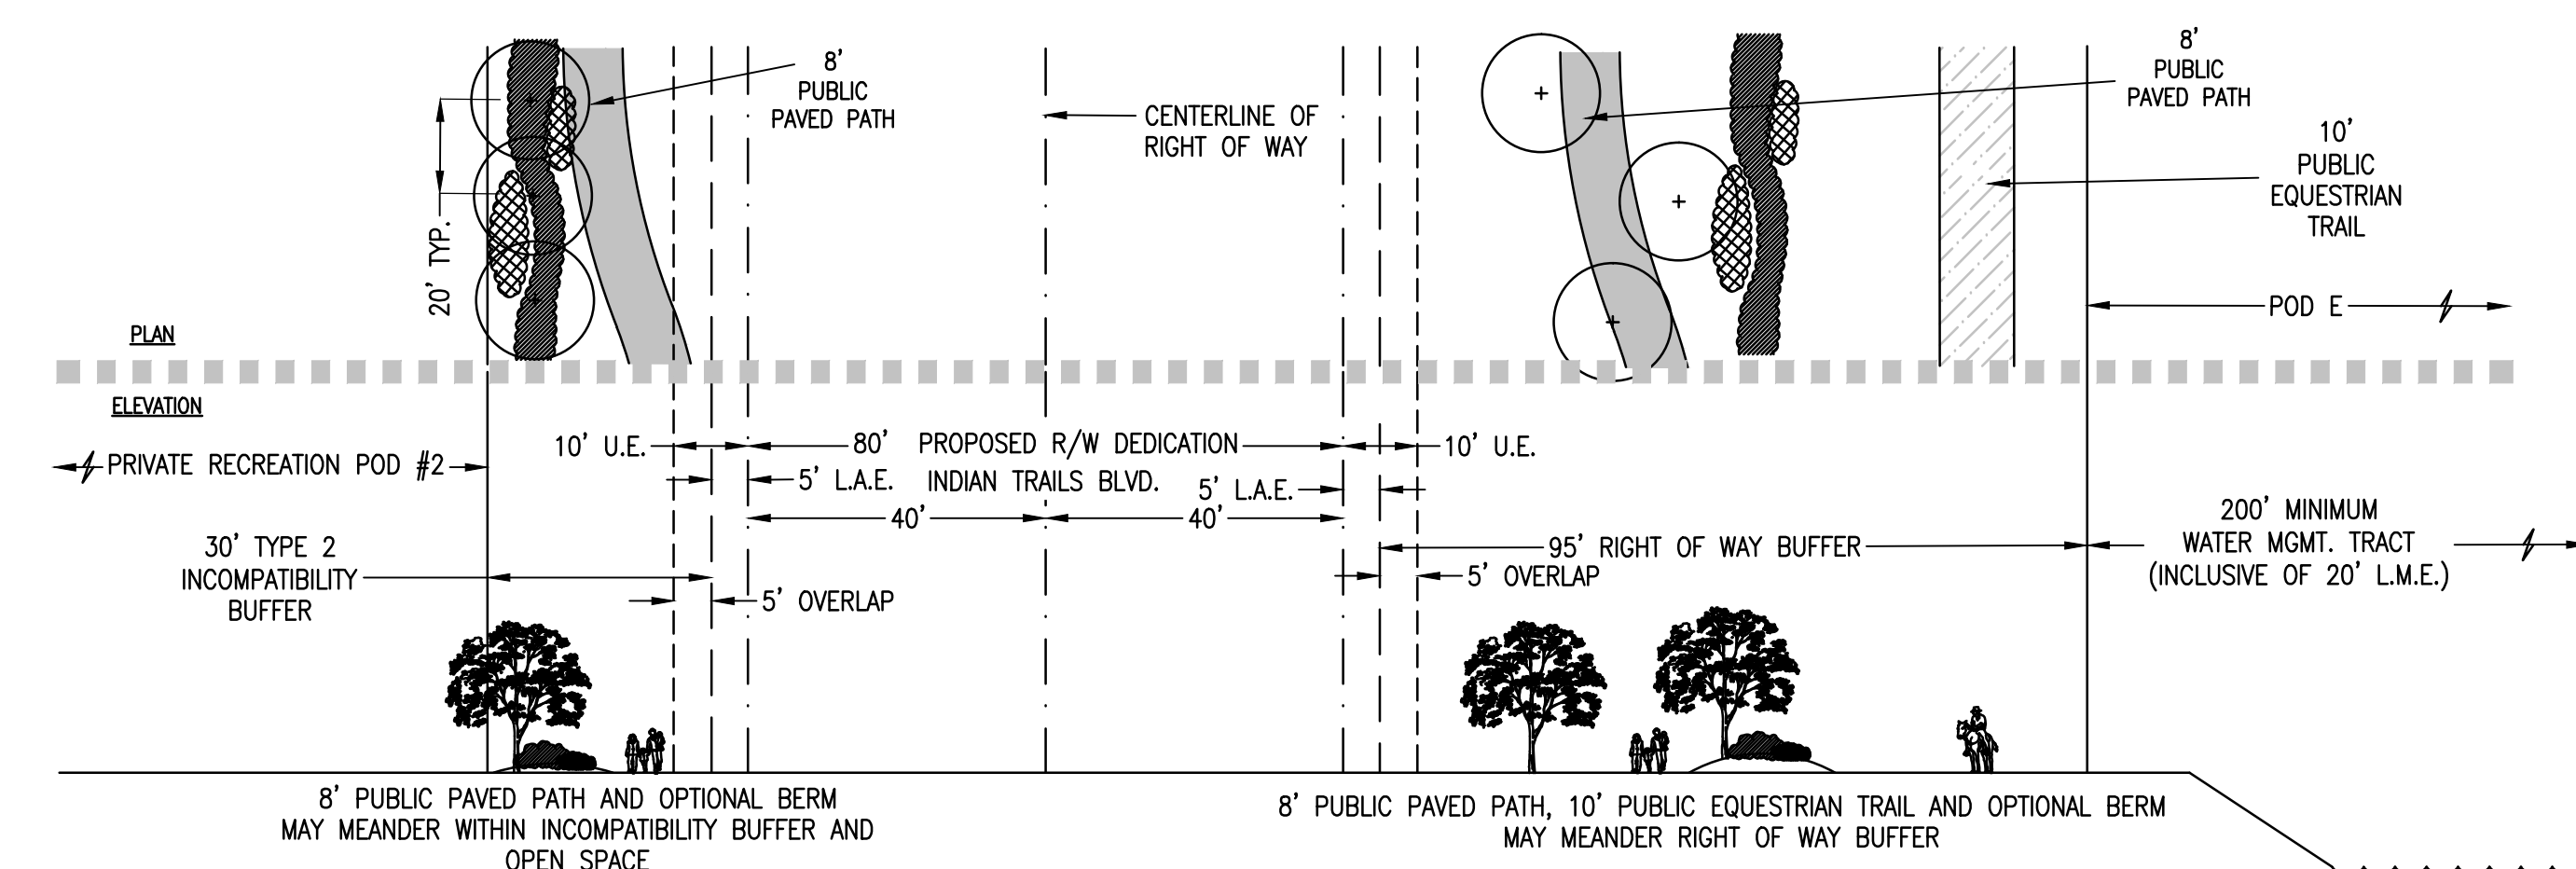 8'
PUBLIC
PAVED PATH
CENTERLINE OF
RIGHT OF WAY
8'
PUBLIC
PAVED PATH
10'
PUBLIC
EQUESTRIAN
TRAIL
20' TYP.
POD E
PLAN
ELEVATION
PRIVATE RECREATION POD #2
10' U.E.
80' PROPOSED R/W DEDICATION
10' U.E.
5' L.A.E.
INDIAN TRAILS BLVD.
5' L.A.E.
40'
40'
30' TYPE 2
INCOMPATIBILITY
BUFFER
5' OVERLAP
95' RIGHT OF WAY BUFFER
5' OVERLAP
200' MINIMUM
WATER MGMT. TRACT
(INCLUSIVE OF 20' L.M.E.)
8' PUBLIC PAVED PATH AND OPTIONAL BERM
MAY MEANDER WITHIN INCOMPATIBILITY BUFFER AND
OPEN SPACE
8' PUBLIC PAVED PATH, 10' PUBLIC EQUESTRIAN TRAIL AND OPTIONAL BERM
MAY MEANDER RIGHT OF WAY BUFFER